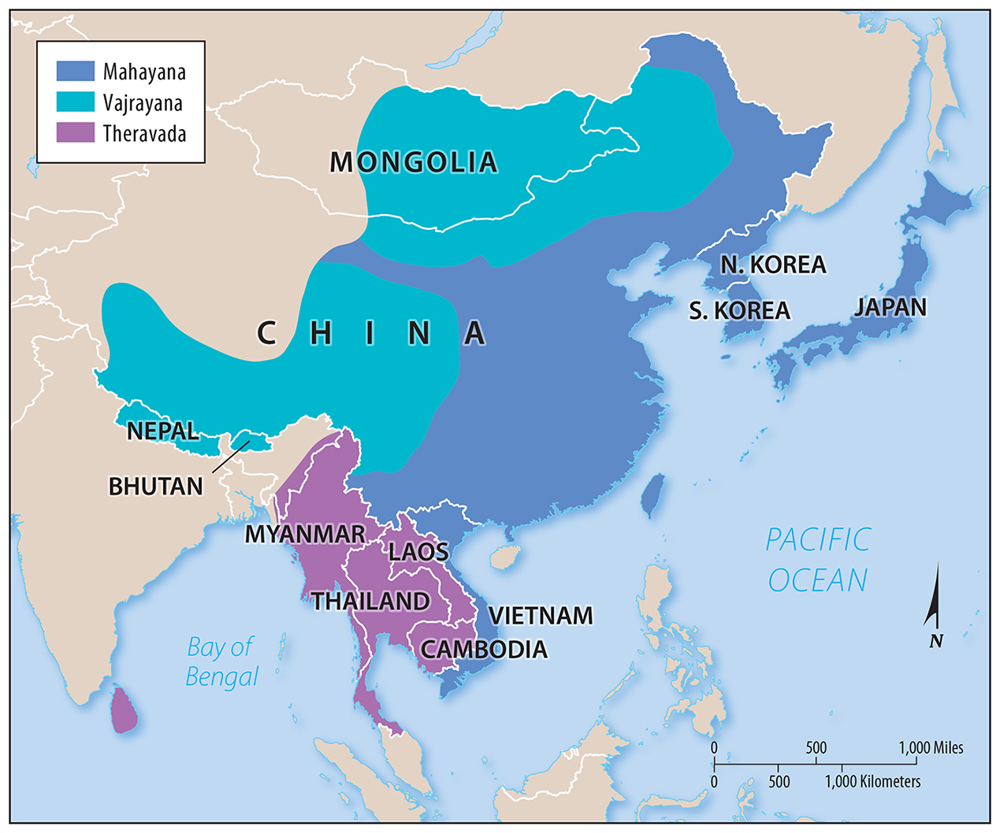 Mahayana
Vajrayana
Theravada
MONGOLIA
N. KOREA
S. KOREA
JAPAN
CHINA
NEPAL
BHUTAN
MYANMAR
LAOS
THAILAND
VIETNAM
CAMBODIA
PACIFIC
OCEAN
Bay of
Bengal
N
0 500 1,000 Miles
0 500 1,000 Kilometers